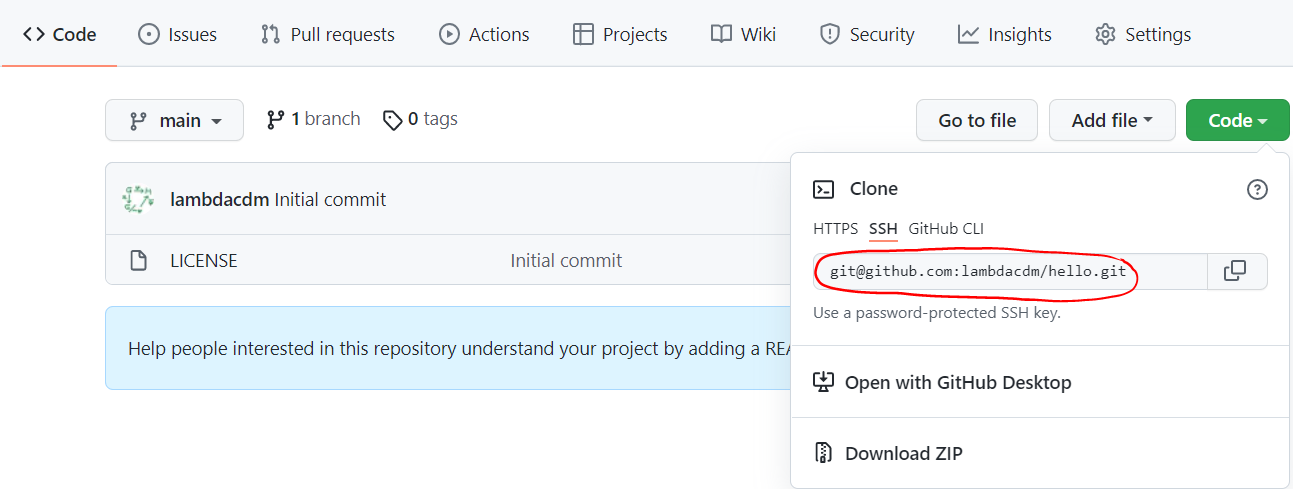 Code Issues Pull requests Actions Projects Wiki Security Insights Settings
main 1 branch 0 tags Go to file Add file Code
lambdacdm Initial commit
LICENSE Initial commit
Help people interested in this repository understand your project by adding a REA
Clone
HTTPS SSH GitHub CLI
git@github.com:lambdacdm/hello.git
Use a password-protected SSH key.
Open with GitHub Desktop
Download ZIP